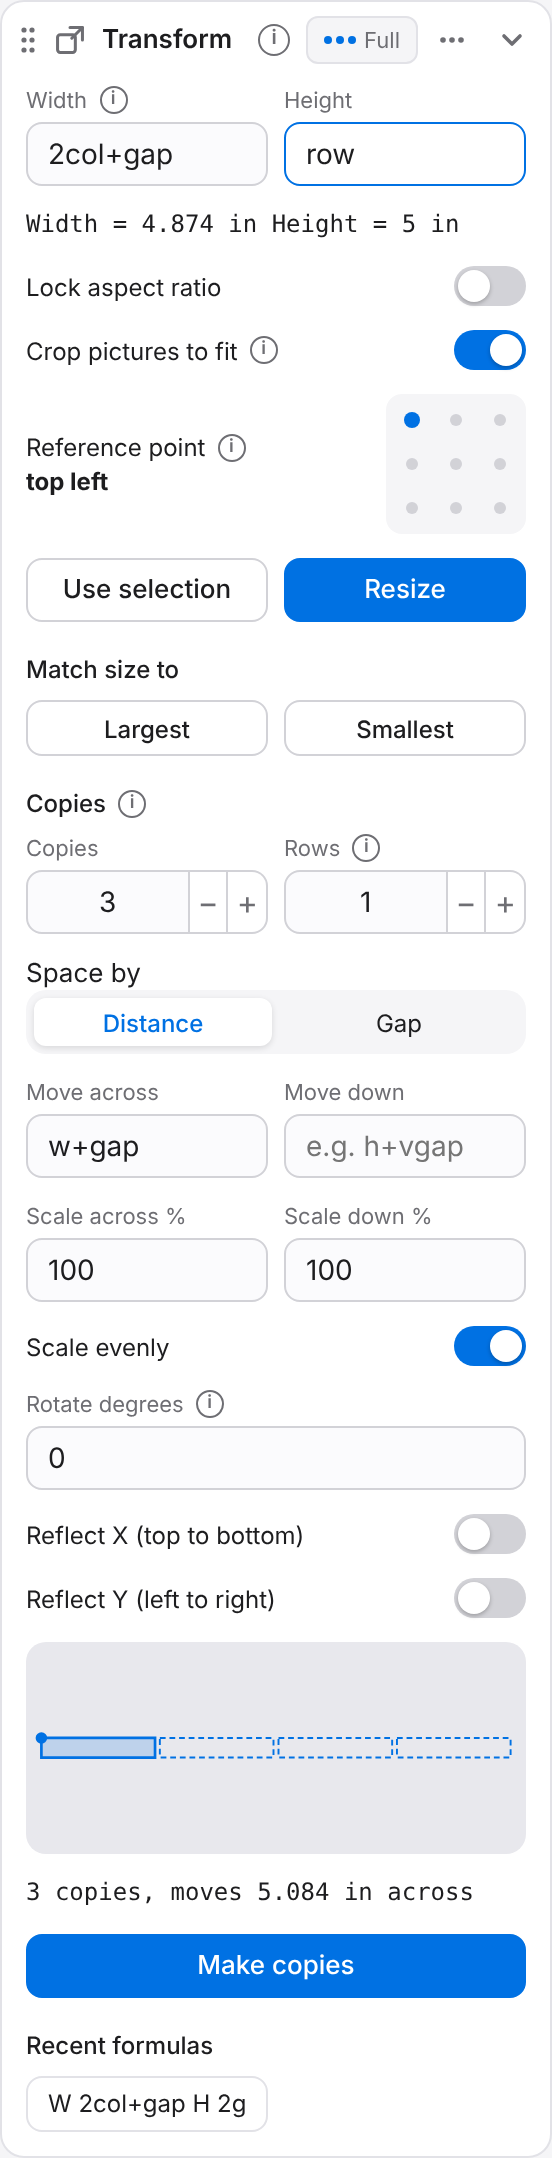 Transform
Full
Width
Height
2col+gap
row
Width = 4.874 in Height = 5 in
Lock aspect ratio
Crop pictures to fit
Reference point
top left
Use selection
Resize
Match size to
Largest
Smallest
Copies
Copies
Rows
3
− +
1
− +
Space by
Distance
Gap
Move across
Move down
w+gap
e.g. h+vgap
Scale across %
Scale down %
100
100
Scale evenly
Rotate degrees
0
Reflect X (top to bottom)
Reflect Y (left to right)
3 copies, moves 5.084 in across
Make copies
Recent formulas
W 2col+gap H 2g